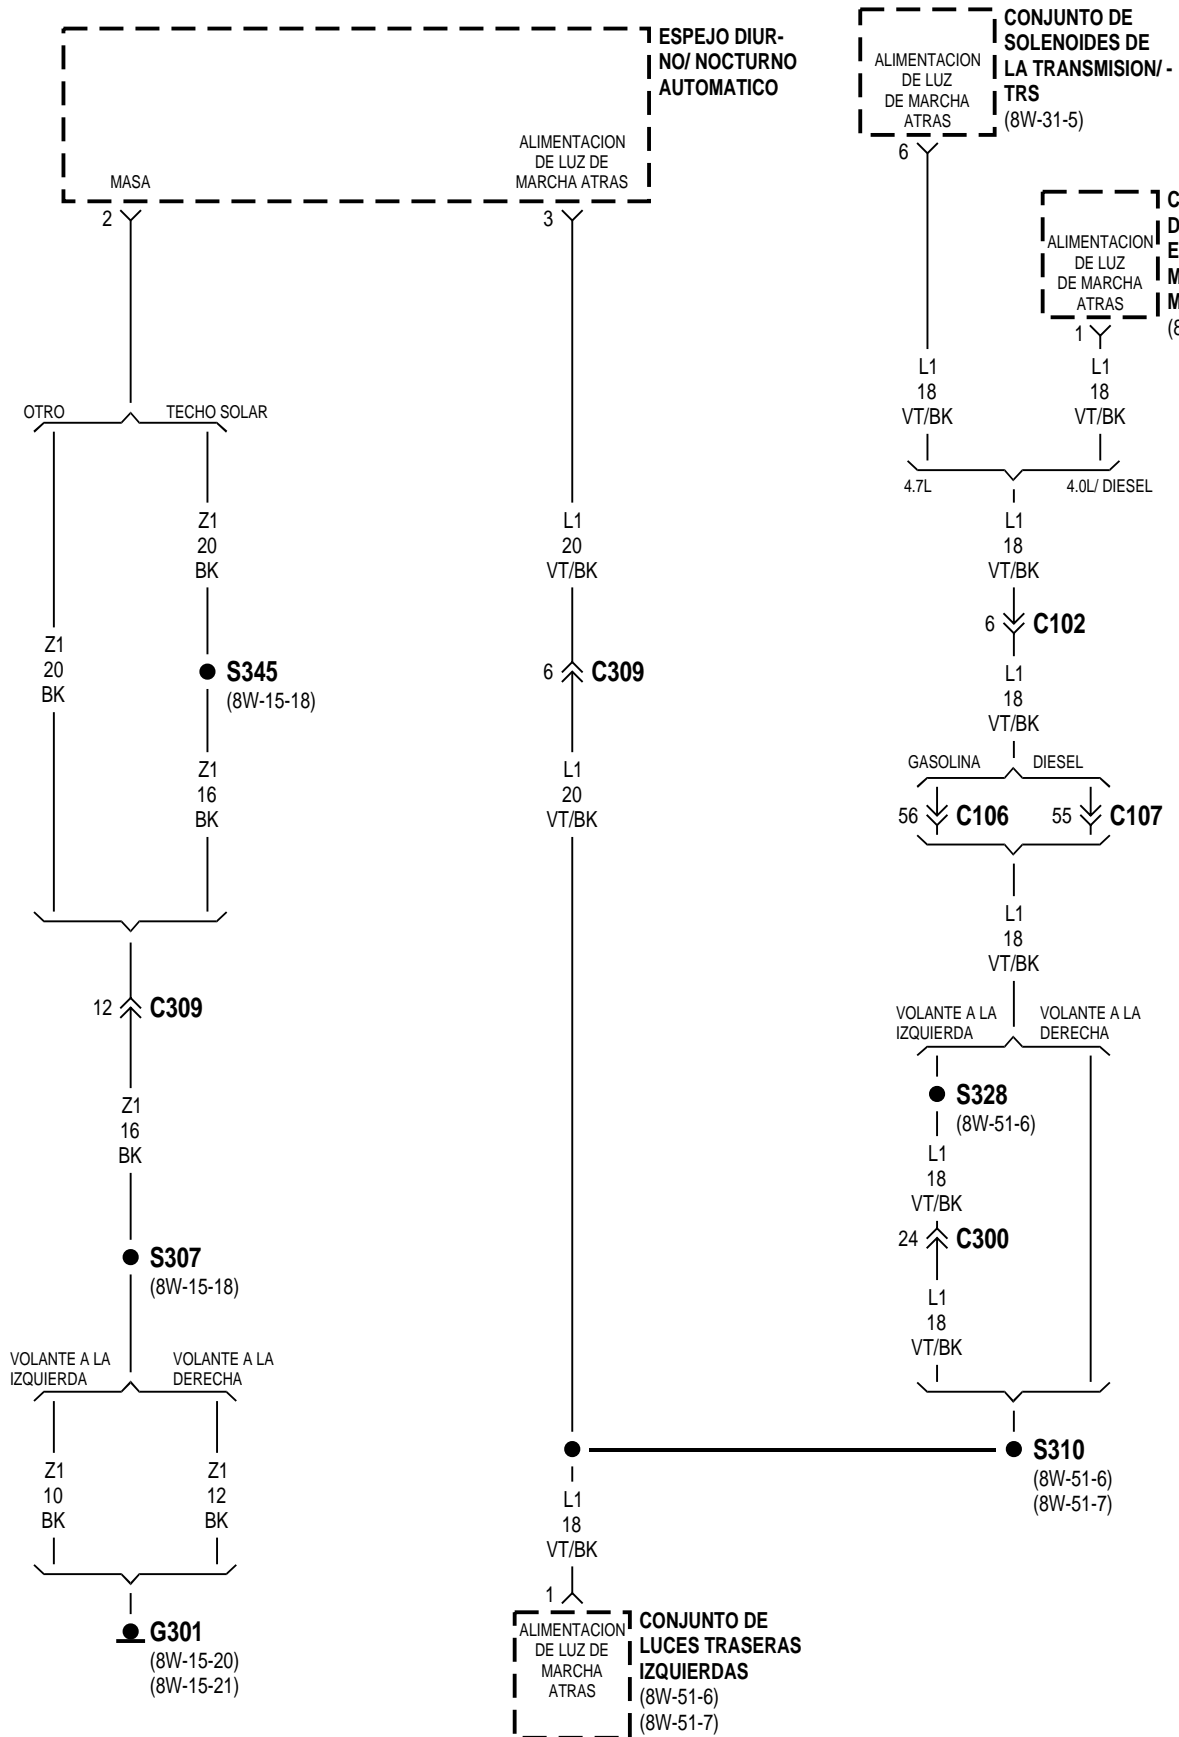 ESPEJO DIUR-
NO/ NOCTURNO
AUTOMATICO
ALIMENTACION
DE LUZ DE
MARCHA ATRAS
MASA
2
3
CONJUNTO DE
SOLENOIDES DE
LA TRANSMISION/ -
TRS
(8W-31-5)
ALIMENTACION
DE LUZ
DE MARCHA
ATRAS
6
ALIMENTACION
DE LUZ
DE MARCHA
ATRAS
C
D
E
M
M
(8
1
L1
18
VT/BK
L1
18
VT/BK
4.7L
4.0L/ DIESEL
OTRO
TECHO SOLAR
Z1
20
BK
Z1
20
BK
S345
(8W-15-18)
Z1
16
BK
12
C309
Z1
16
BK
S307
(8W-15-18)
VOLANTE A LA
IZQUIERDA
VOLANTE A LA
DERECHA
Z1
10
BK
Z1
12
BK
G301
(8W-15-20)
(8W-15-21)
L1
20
VT/BK
6
C309
L1
20
VT/BK
L1
18
VT/BK
1
ALIMENTACION
DE LUZ DE
MARCHA
ATRAS
CONJUNTO DE
LUCES TRASERAS
IZQUIERDAS
(8W-51-6)
(8W-51-7)
L1
18
VT/BK
6
C102
L1
18
VT/BK
GASOLINA
DIESEL
56
C106
55
C107
L1
18
VT/BK
VOLANTE A LA
IZQUIERDA
VOLANTE A LA
DERECHA
S328
(8W-51-6)
L1
18
VT/BK
24
C300
L1
18
VT/BK
S310
(8W-51-6)
(8W-51-7)